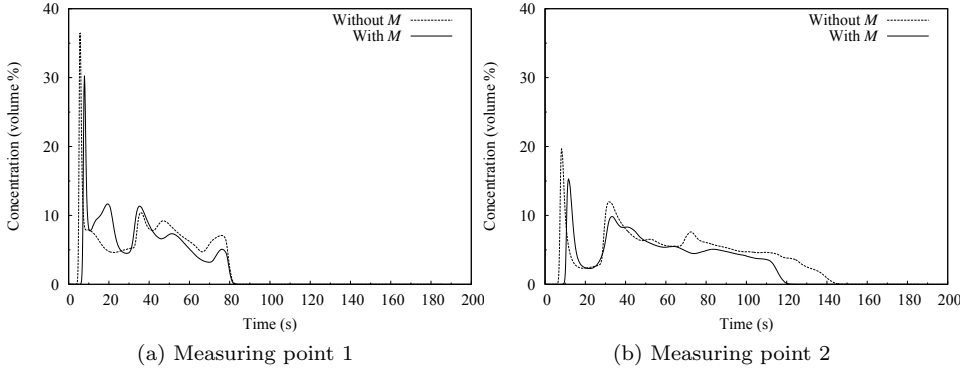 Concentration (volume %)
40
30
20
10
0
0 20 40 60 80 100 120 140 160 180 200
Time (s)
Without M
With M
(a) Measuring point 1
Concentration (volume %)
40
30
20
10
0
0 20 40 60 80 100 120 140 160 180 200
Time (s)
Without M
With M
(b) Measuring point 2